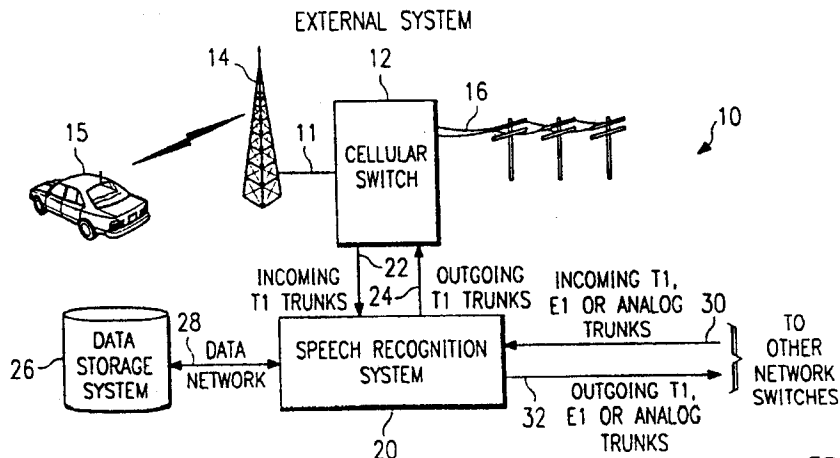 EXTERNAL SYSTEM
14
12
16
10
15
11
CELLULAR
SWITCH
22
24
INCOMING
T1 TRUNKS
OUTGOING
T1 TRUNKS
INCOMING T1,
E1 OR ANALOG
TRUNKS
30
26
DATA
STORAGE
SYSTEM
28
DATA
NETWORK
SPEECH RECOGNITION
SYSTEM
TO
OTHER
NETWORK
SWITCHES
32
OUTGOING T1,
E1 OR ANALOG
TRUNKS
20